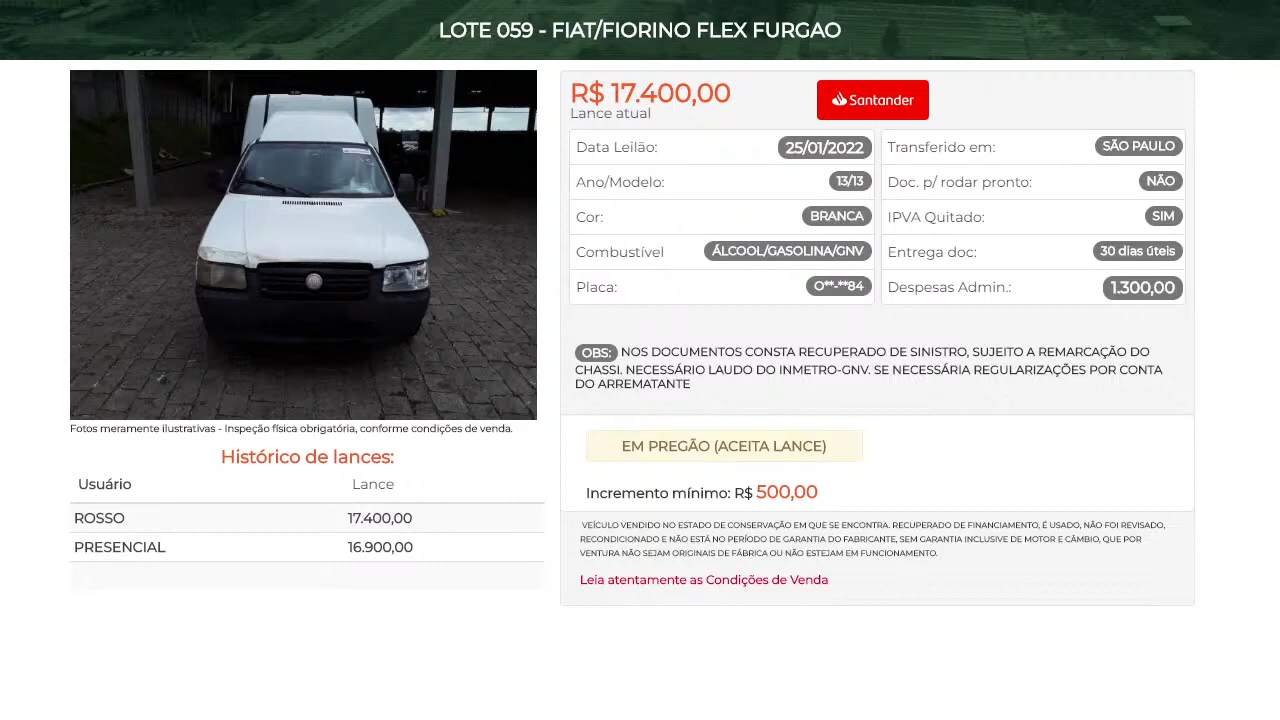 LOTE 059 - FIAT/FIORINO FLEX FURGAO
R$ 17.400,00
Lance atual
Santander
Data Leilão: 25/01/2022
Ano/Modelo: 13/13
Cor: BRANCA
Combustível ÁLCOOL/GASOLINA/GNV
Placa: O**-**84
Transferido em: SÃO PAULO
Doc. p/ rodar pronto: NÃO
IPVA Quitado: SIM
Entrega doc: 30 dias úteis
Despesas Admin.: 1.300,00
OBS: NOS DOCUMENTOS CONSTA RECUPERADO DE SINISTRO, SUJEITO A REMARCAÇÃO DO
CHASSI. NECESSÁRIO LAUDO DO INMETRO-GNV. SE NECESSÁRIA REGULARIZAÇÕES POR CONTA
DO ARREMATANTE
Fotos meramente ilustrativas - Inspeção física obrigatória, conforme condições de venda.
Histórico de lances:
Usuário Lance
ROSSO 17.400,00
PRESENCIAL 16.900,00
EM PREGÃO (ACEITA LANCE)
Incremento mínimo: R$ 500,00
VEÍCULO VENDIDO NO ESTADO DE CONSERVAÇÃO EM QUE SE ENCONTRA. RECUPERADO DE FINANCIAMENTO, É USADO, NÃO FOI REVISADO,
RECONDICIONADO E NÃO ESTÁ NO PERÍODO DE GARANTIA DO FABRICANTE, SEM GARANTIA INCLUSIVE DE MOTOR E CÂMBIO, QUE POR
VENTURA NÃO SEJAM ORIGINAIS DE FÁBRICA OU NÃO ESTEJAM EM FUNCIONAMENTO.
Leia atentamente as Condições de Venda